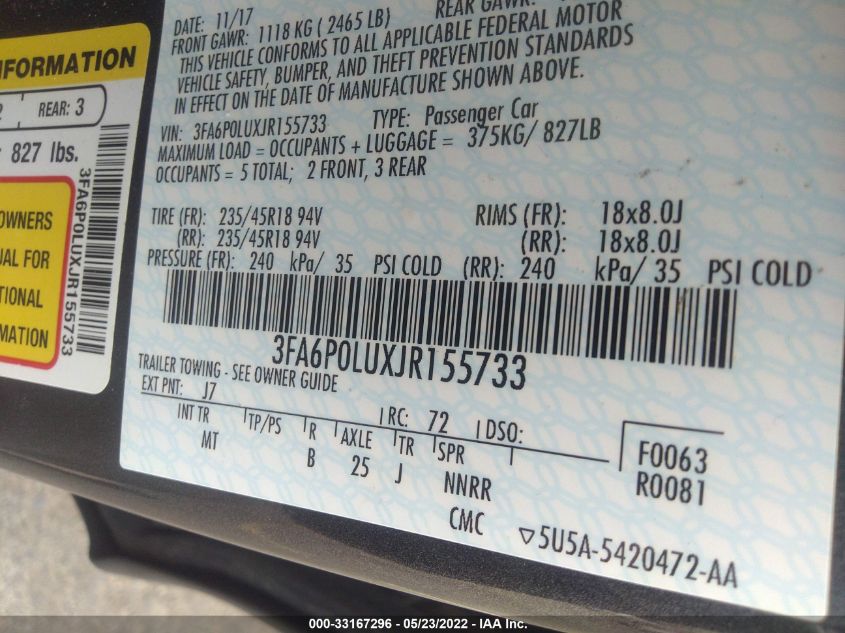 INFORMATION
REAR: 3
827 lbs.
OWNERS
FOR
MATION
3FA6P0LUXJR155733
DATE: 11/17
FRONT GAWR: 1118 KG ( 2465 LB)
REAR GAWR:
THIS VEHICLE CONFORMS TO ALL APPLICABLE FEDERAL MOTOR
VEHICLE SAFETY, BUMPER, AND THEFT PREVENTION STANDARDS
IN EFFECT ON THE DATE OF MANUFACTURE SHOWN ABOVE.
VIN: 3FA6P0LUXJR155733 TYPE: Passenger Car
MAXIMUM LOAD = OCCUPANTS + LUGGAGE = 375KG/ 827LB
OCCUPANTS = 5 TOTAL; 2 FRONT, 3 REAR
TIRE (FR): 235/45R18 94V RIMS (FR): 18x8.0J
(RR): 235/45R18 94V (RR): 18x8.0J
PRESSURE (FR): 240 kPa/ 35 PSI COLD (RR): 240 kPa/ 35 PSI COLD
3FA6P0LUXJR155733
TRAILER TOWING - SEE OWNER GUIDE
EXT PNT: J7 RC: 72 DSO:
INT TR TP/PS R AXLE TR SPR
MT B 25 J NNRR
CMC
F0063
R0081
▽5U5A-5420472-AA
000-33167296 - 05/23/2022 - IAA Inc.